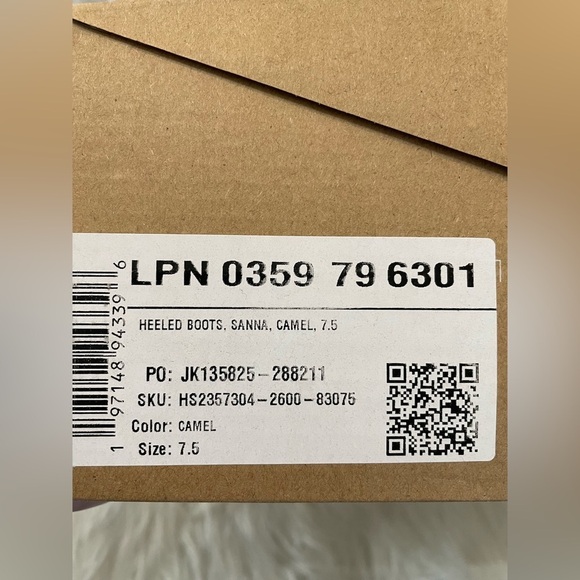 LPN 0359 79 6301
HEELED BOOTS, SANNA, CAMEL, 7.5
PO: JK135825-288211
SKU: HS2357304-2600-83075
Color: CAMEL
Size: 7.5
1 97148 94339 6